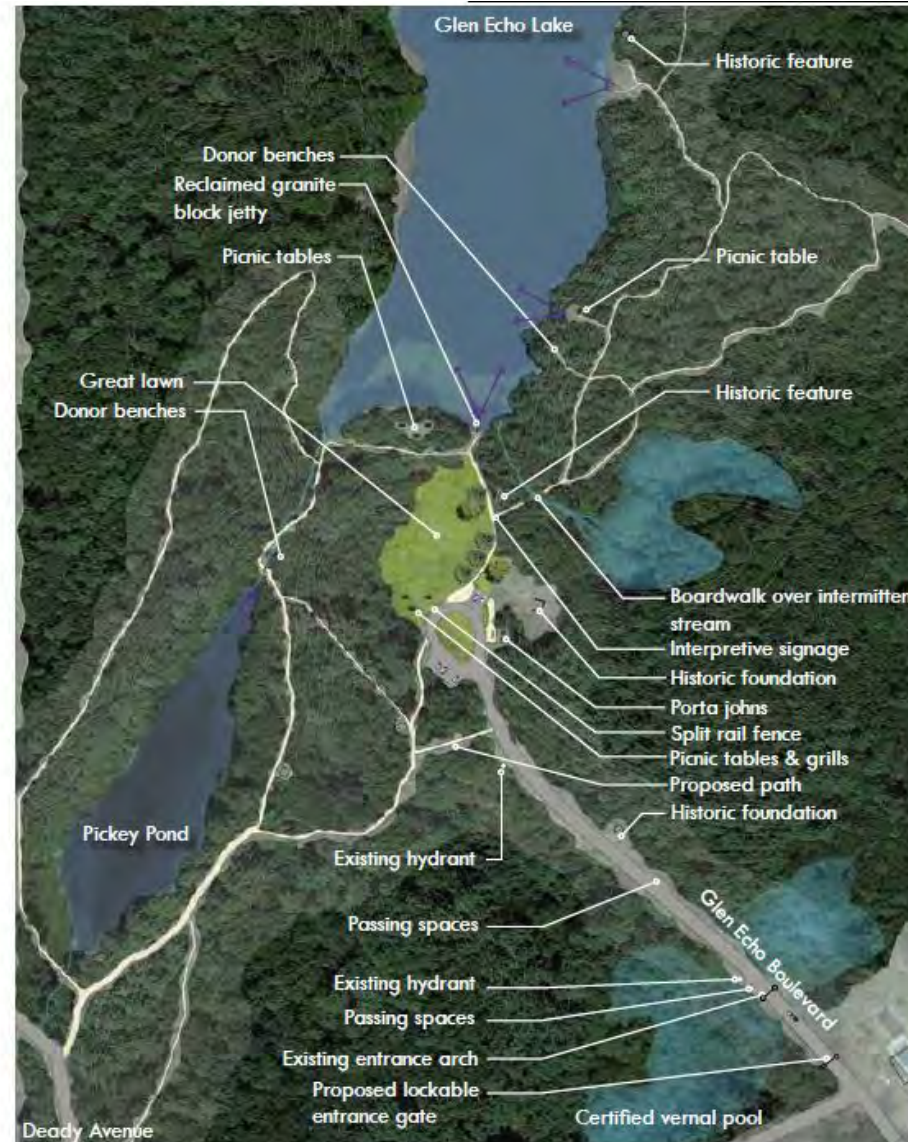 Glen Echo Lake
Historic feature
Donor benches
Reclaimed granite
block jetty
Picnic tables
Picnic table
Great lawn
Donor benches
Historic feature
Boardwalk over intermitten
stream
Interpretive signage
Historic foundation
Porta johns
Split rail fence
Picnic tables & grills
Proposed path
Historic foundation
Pickey Pond
Existing hydrant
Passing spaces
Glen Echo Boulevard
Existing hydrant
Passing spaces
Existing entrance arch
Proposed lockable
entrance gate
Certified vernal pool
Deady Avenue